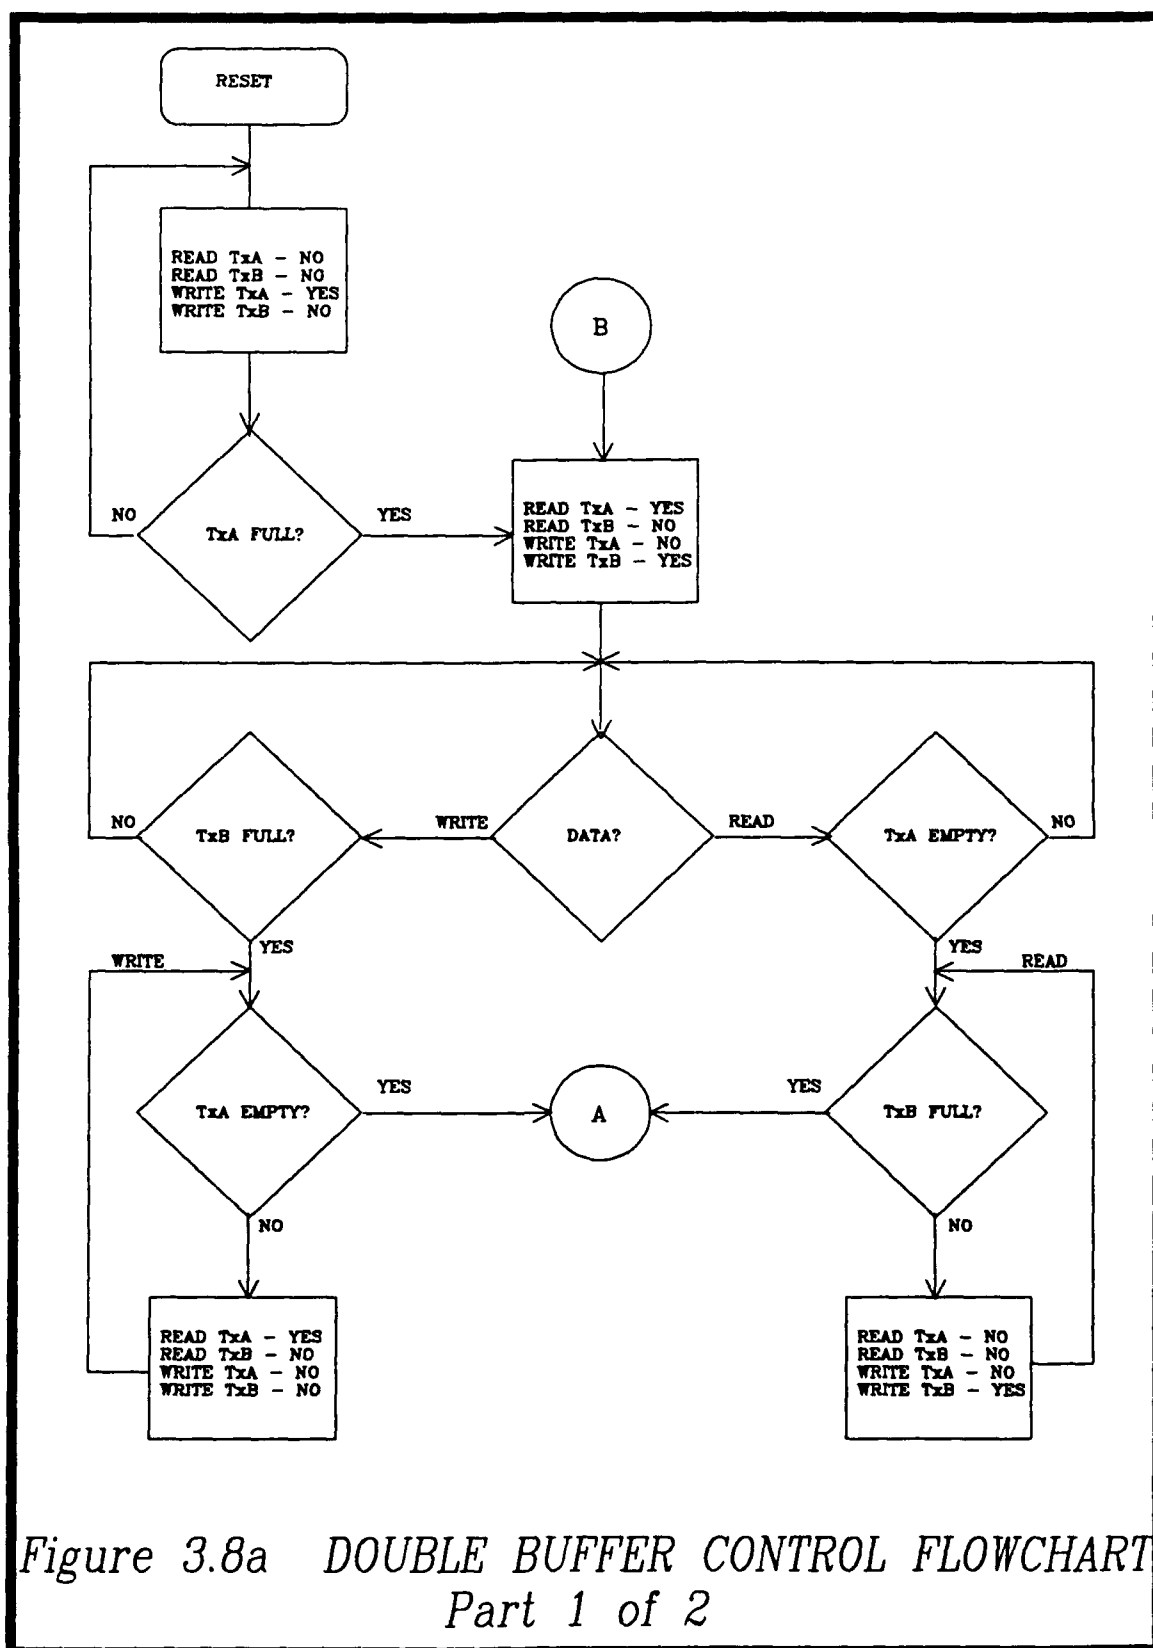 RESET
READ TxA - NO
READ TxB - NO
WRITE TxA - YES
WRITE TxB - NO
B
NO
TxA FULL?
YES
READ TxA - YES
READ TxB - NO
WRITE TxA - NO
WRITE TxB - YES
NO
TxB FULL?
WRITE
DATA?
READ
TxA EMPTY?
NO
YES
WRITE
YES
READ
TxA EMPTY?
YES
A
YES
TxB FULL?
NO
NO
READ TxA - YES
READ TxB - NO
WRITE TxA - NO
WRITE TxB - NO
READ TxA - NO
READ TxB - NO
WRITE TxA - NO
WRITE TxB - YES
Figure 3.8a DOUBLE BUFFER CONTROL FLOWCHART
Part 1 of 2